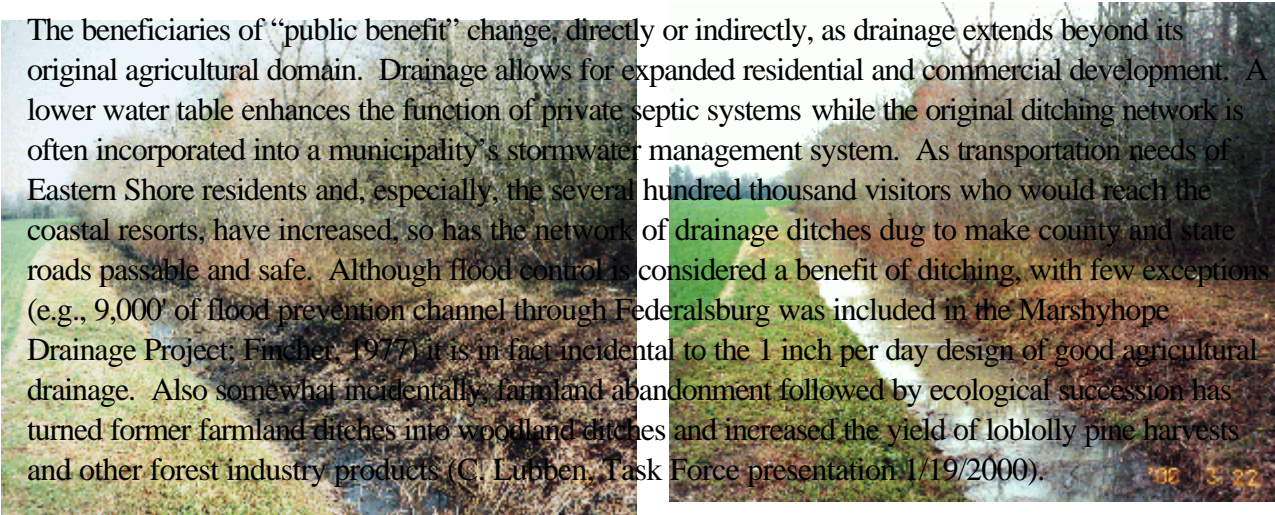 The beneficiaries of “public benefit” change, directly or indirectly, as drainage extends beyond its
original agricultural domain.  Drainage allows for expanded residential and commercial development.  A
lower water table enhances the function of private septic systems while the original ditching network is
often incorporated into a municipality’s stormwater management system.  As transportation needs of
Eastern Shore residents and, especially, the several hundred thousand visitors who would reach the
coastal resorts, have increased, so has the network of drainage ditches dug to make county and state
roads passable and safe.  Although flood control is considered a benefit of ditching, with few exceptions
(e.g., 9,000' of flood prevention channel through Federalsburg was included in the Marshyhope
Drainage Project; Fincher, 1977) it is in fact incidental to the 1 inch per day design of good agricultural
drainage.  Also somewhat incidentally, farmland abandonment followed by ecological succession has
turned former farmland ditches into woodland ditches and increased the yield of loblolly pine harvests
and other forest industry products (C. Lubben, Task Force presentation 1/19/2000).
'00 3 22